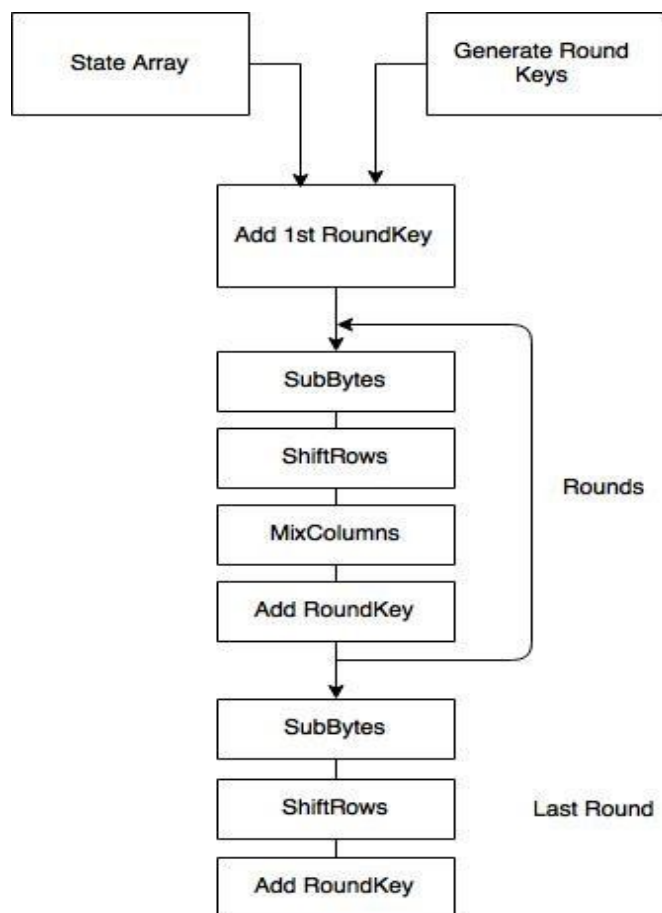 State Array
Generate Round
Keys
Add 1st RoundKey
SubBytes
ShiftRows
MixColumns
Add RoundKey
Rounds
SubBytes
ShiftRows
Last Round
Add RoundKey